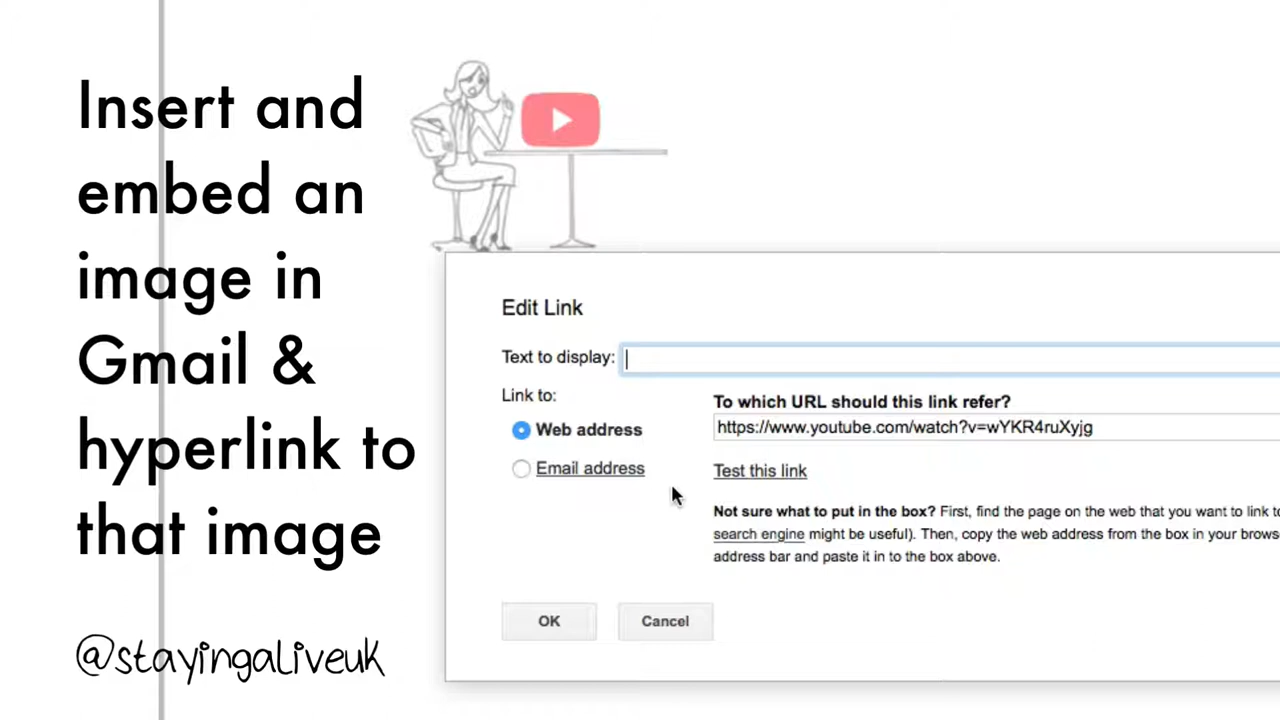 Insert and
embed an
image in
Gmail &
hyperlink to
that image
@stayingaliveuk
Edit Link
Text to display:
Link to:
Web address
Email address
To which URL should this link refer?
https://www.youtube.com/watch?v=wYKR4ruXyjg
Test this link
Not sure what to put in the box? First, find the page on the web that you want to link to
search engine might be useful). Then, copy the web address from the box in your
address bar and paste it in to the box above.
OK
Cancel